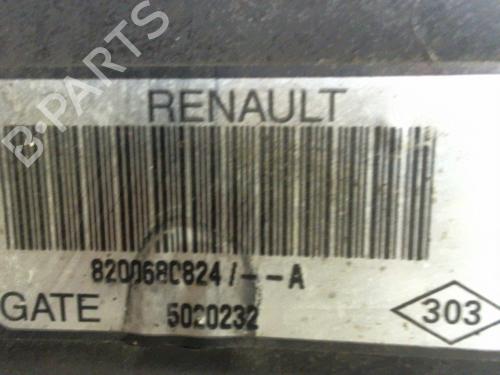 B-PARTS
RENAULT
8200680824/--A
GATE 5020232
303